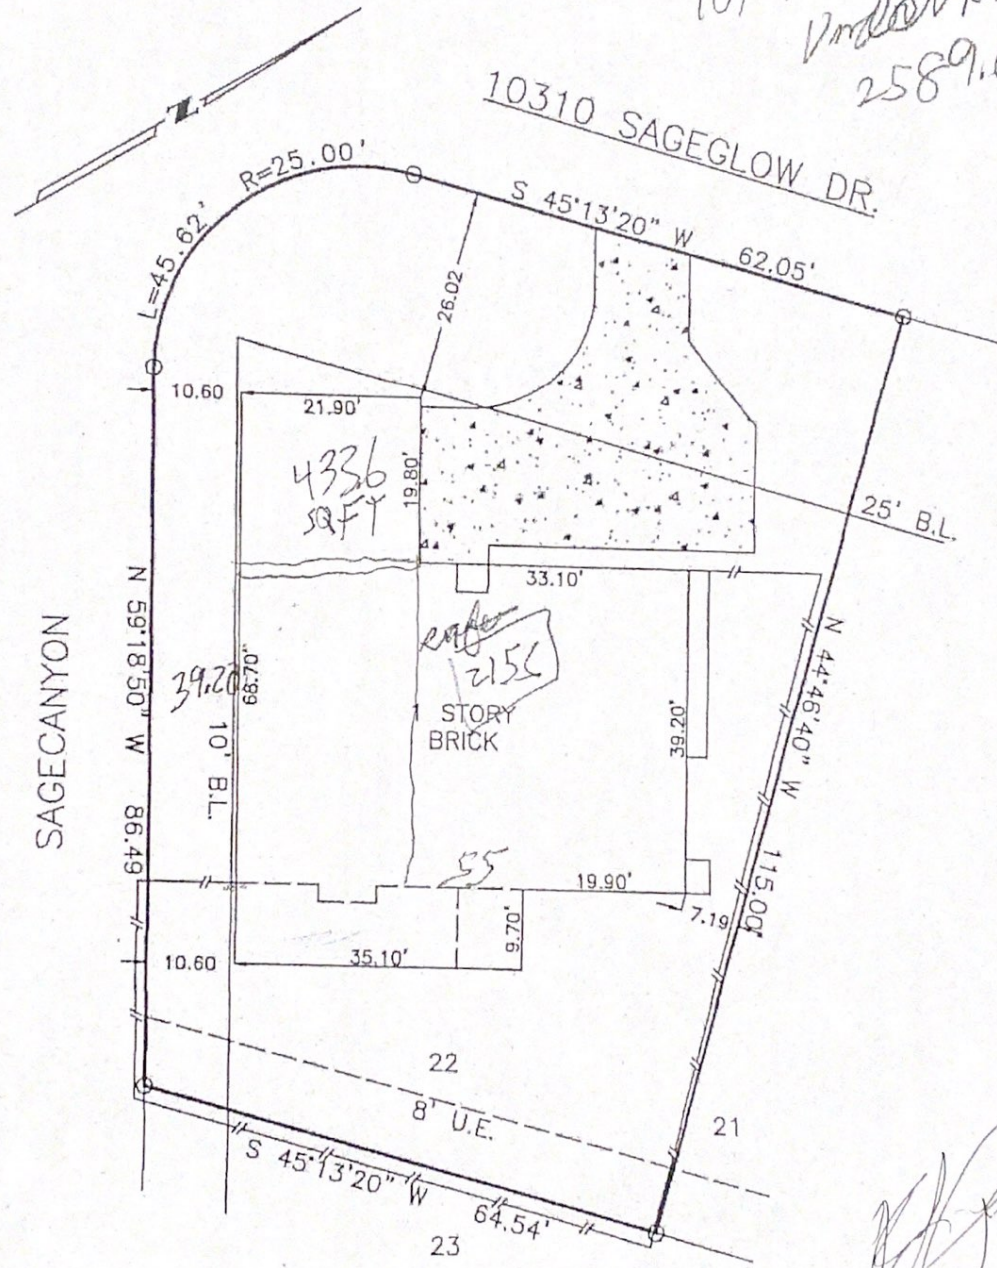 10310 SAGEGLOW DR.
2589.
Z
R=25.00'
L=45.62'
S 45°13'20" W 62.05'
26.02
10.60
21.90'
4336
SQFT
19.80'
25' B.L.
33.10'
2156
1 STORY
BRICK
39.20
68.70"
10' B.L.
39.20'
N 44°46'40" W 115.00'
SAGECANYON
N 59°18'50" W 86.49
55
19.90'
9.70'
7.19
10.60
35.10'
22
8' U.E.
21
S 45°13'20" W 64.54'
23